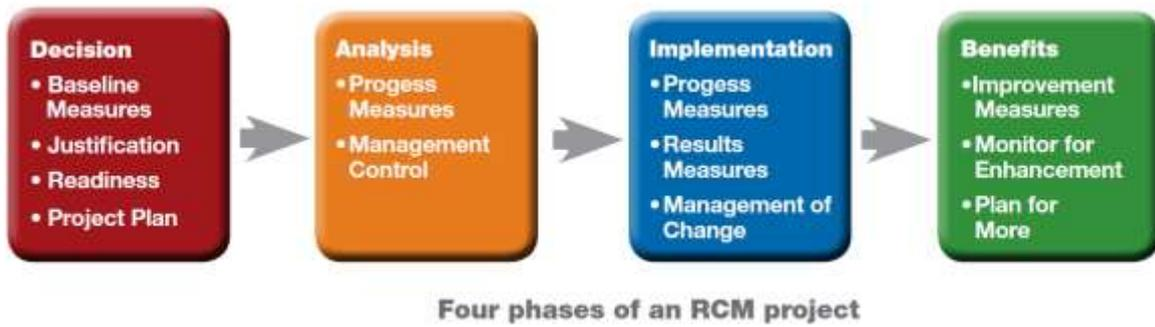 Decision
• Baseline
Measures
• Justification
• Readiness
• Project Plan
Analysis
• Progess
Measures
• Management
Control
Implementation
• Progess
Measures
• Results
Measures
• Management of
Change
Benefits
• Improvement
Measures
• Monitor for
Enhancement
• Plan for
More
Four phases of an RCM project